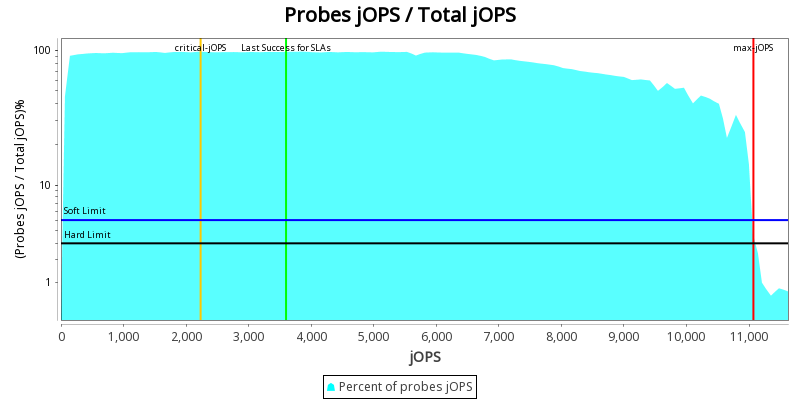 Probes jOPS / Total jOPS
(Probes jOPS / Total jOPS)%
100
10
1
critical-jOPS
Last Success for SLAs
max-jOPS
Soft Limit
Hard Limit
0 1,000 2,000 3,000 4,000 5,000 6,000 7,000 8,000 9,000 10,000 11,000
jOPS
Percent of probes jOPS